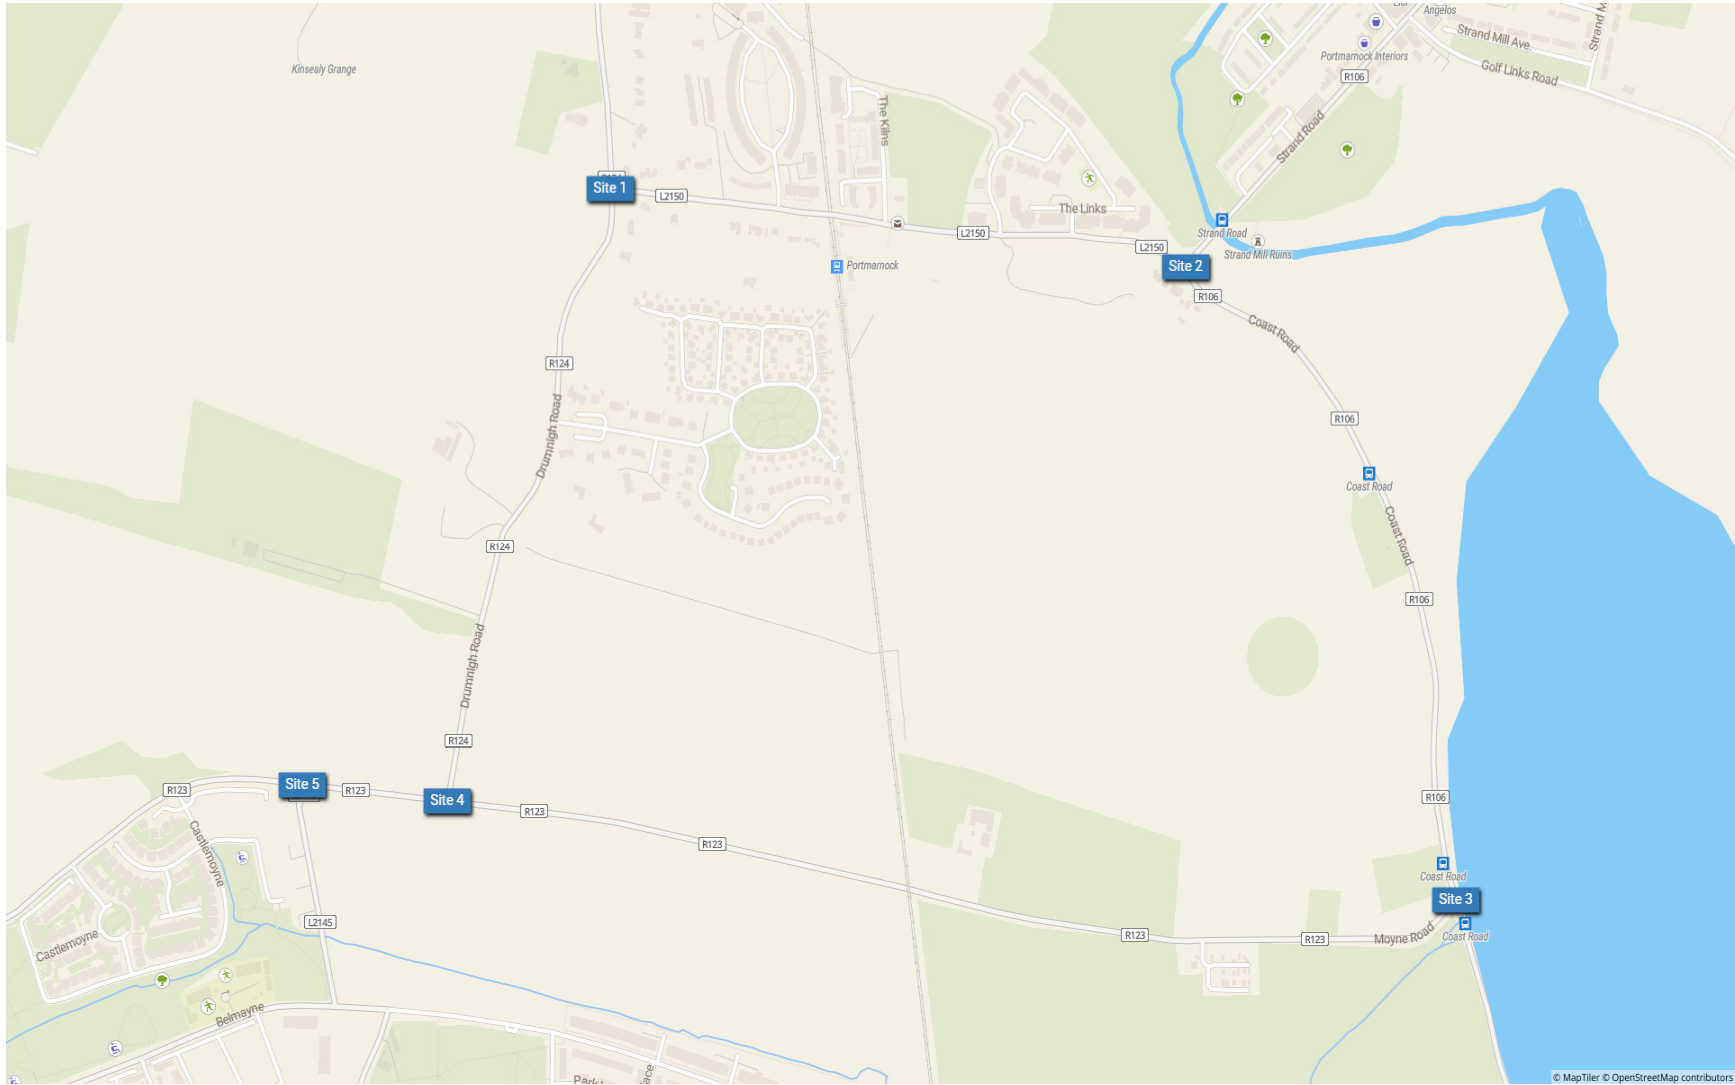 Angelos
Strand Mill Ave.
Portmarnock Interiors
Golf Links Road
Kinsealy Grange
R106
The Kilns
Strand Road
Site 1
L2150
The Links
Strand Road
L2150
L2150
Strand Mill Ruins
Portmarnock
Site 2
R106
Coast Road
R124
R106
Drumnigh Road
Coast Road
Coast Road
R124
R106
Drumnigh Road
R124
Site 5
R123
R123
Site 4
R123
R106
R123
Castlemoyne
Coast Road
Site 3
L2145
R123
R123
Moyne Road
Coast Road
Castlemoyne
Belmayne
© MapTiler © OpenStreetMap contributors